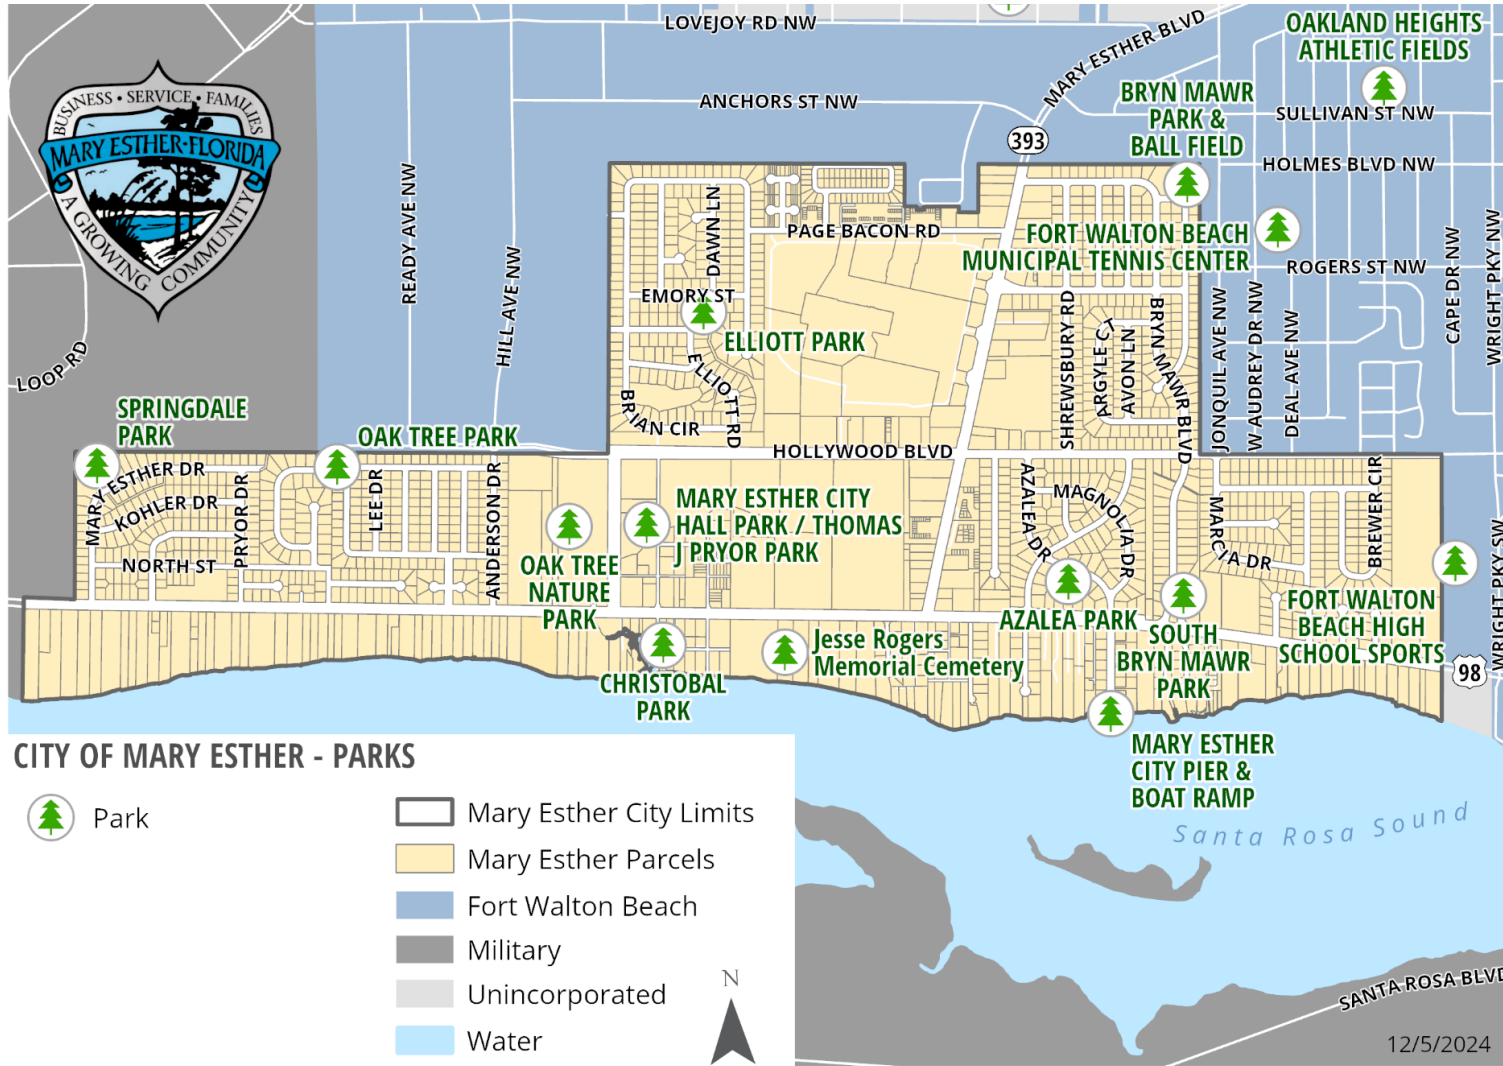 LOVEJOY RD NW
MARY ESTHER BLVD
OAKLAND HEIGHTS
ATHLETIC FIELDS
ANCHORS ST NW
BRYN MAWR
PARK &
BALL FIELD
SULLIVAN ST NW
393
HOLMES BLVD NW
BUSINESS • SERVICE • FAMILIES
MARY ESTHER-FLORIDA
A GROWING COMMUNITY
READY AVE NW
HILL AVE NW
DAWN LN
PAGE BACON RD
FORT WALTON BEACH
MUNICIPAL TENNIS CENTER
ROGERS ST NW
CAPE DR NW
WRIGHT PKY NW
EMORY ST
ELLIOTT PARK
ELLIOTT RD
BRIAN CIR
SHREWSBURY RD
ARGYLE CT
AVON LN
BRYN MAWR BLVD
JONQUIL AVE NW
W AUDREY DR NW
DEAL AVE NW
LOOP RD
SPRINGDALE
PARK
OAK TREE PARK
HOLLYWOOD BLVD
MARY ESTHER DR
KOHLER DR
PRYOR DR
NORTH ST
LEE DR
ANDERSON DR
OAK TREE
NATURE
PARK
MARY ESTHER CITY
HALL PARK / THOMAS
J PRYOR PARK
AZALEA DR
MAGNOLIA DR
MARCIA DR
BREWER CIR
WRIGHT PKY SW
AZALEA PARK
SOUTH
BRYN MAWR
PARK
FORT WALTON
BEACH HIGH
SCHOOL SPORTS
98
CHRISTOBAL
PARK
Jesse Rogers
Memorial Cemetery
MARY ESTHER
CITY PIER &
BOAT RAMP
Santa Rosa Sound
SANTA ROSA BLVD
CITY OF MARY ESTHER - PARKS
Park
Mary Esther City Limits
Mary Esther Parcels
Fort Walton Beach
Military
Unincorporated
Water
N
12/5/2024